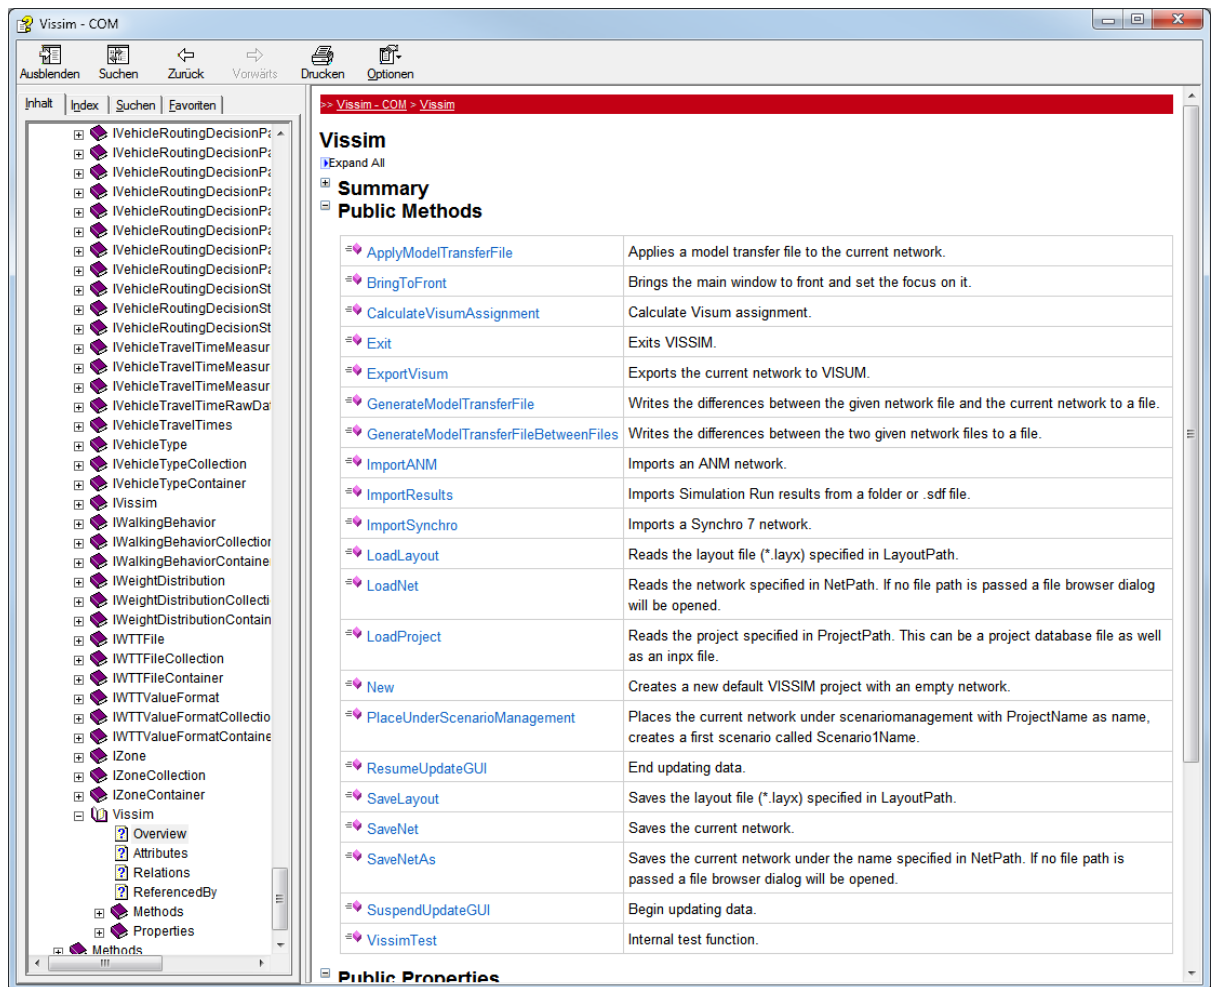 Vissim - COM
Ausblenden Suchen Zurück Vorwärts Drucken Optionen
Inhalt Index Suchen Favoriten
IVehicleRoutingDecisionPa
IVehicleRoutingDecisionPa
IVehicleRoutingDecisionPa
IVehicleRoutingDecisionPa
IVehicleRoutingDecisionPa
IVehicleRoutingDecisionPa
IVehicleRoutingDecisionPa
IVehicleRoutingDecisionPa
IVehicleRoutingDecisionSt
IVehicleRoutingDecisionSt
IVehicleRoutingDecisionSt
IVehicleTravelTimeMeasur
IVehicleTravelTimeMeasur
IVehicleTravelTimeMeasur
IVehicleTravelTimeRawDat
IVehicleTravelTimes
IVehicleType
IVehicleTypeCollection
IVehicleTypeContainer
IVissim
IWalkingBehavior
IWalkingBehaviorCollection
IWalkingBehaviorContaine
IWeightDistribution
IWeightDistributionCollecti
IWeightDistributionContain
IWTTFile
IWTTFileCollection
IWTTFileContainer
IWTTValueFormat
IWTTValueFormatCollectio
IWTTValueFormatContaine
IZone
IZoneCollection
IZoneContainer
Vissim
Overview
Attributes
Relations
ReferencedBy
Methods
Properties
Methods
>> Vissim - COM > Vissim
Vissim
Expand All
Summary
Public Methods
ApplyModelTransferFile Applies a model transfer file to the current network.
BringToFront Brings the main window to front and set the focus on it.
CalculateVisumAssignment Calculate Visum assignment.
Exit Exits VISSIM.
ExportVisum Exports the current network to VISUM.
GenerateModelTransferFile Writes the differences between the given network file and the current network to a file.
GenerateModelTransferFileBetweenFiles Writes the differences between the two given network files to a file.
ImportANM Imports an ANM network.
ImportResults Imports Simulation Run results from a folder or .sdf file.
ImportSynchro Imports a Synchro 7 network.
LoadLayout Reads the layout file (*.layx) specified in LayoutPath.
LoadNet Reads the network specified in NetPath. If no file path is passed a file browser dialog
will be opened.
LoadProject Reads the project specified in ProjectPath. This can be a project database file as well
as an inpx file.
New Creates a new default VISSIM project with an empty network.
PlaceUnderScenarioManagement Places the current network under scenariomanagement with ProjectName as name,
creates a first scenario called Scenario1Name.
ResumeUpdateGUI End updating data.
SaveLayout Saves the layout file (*.layx) specified in LayoutPath.
SaveNet Saves the current network.
SaveNetAs Saves the current network under the name specified in NetPath. If no file path is
passed a file browser dialog will be opened.
SuspendUpdateGUI Begin updating data.
VissimTest Internal test function.
Public Properties